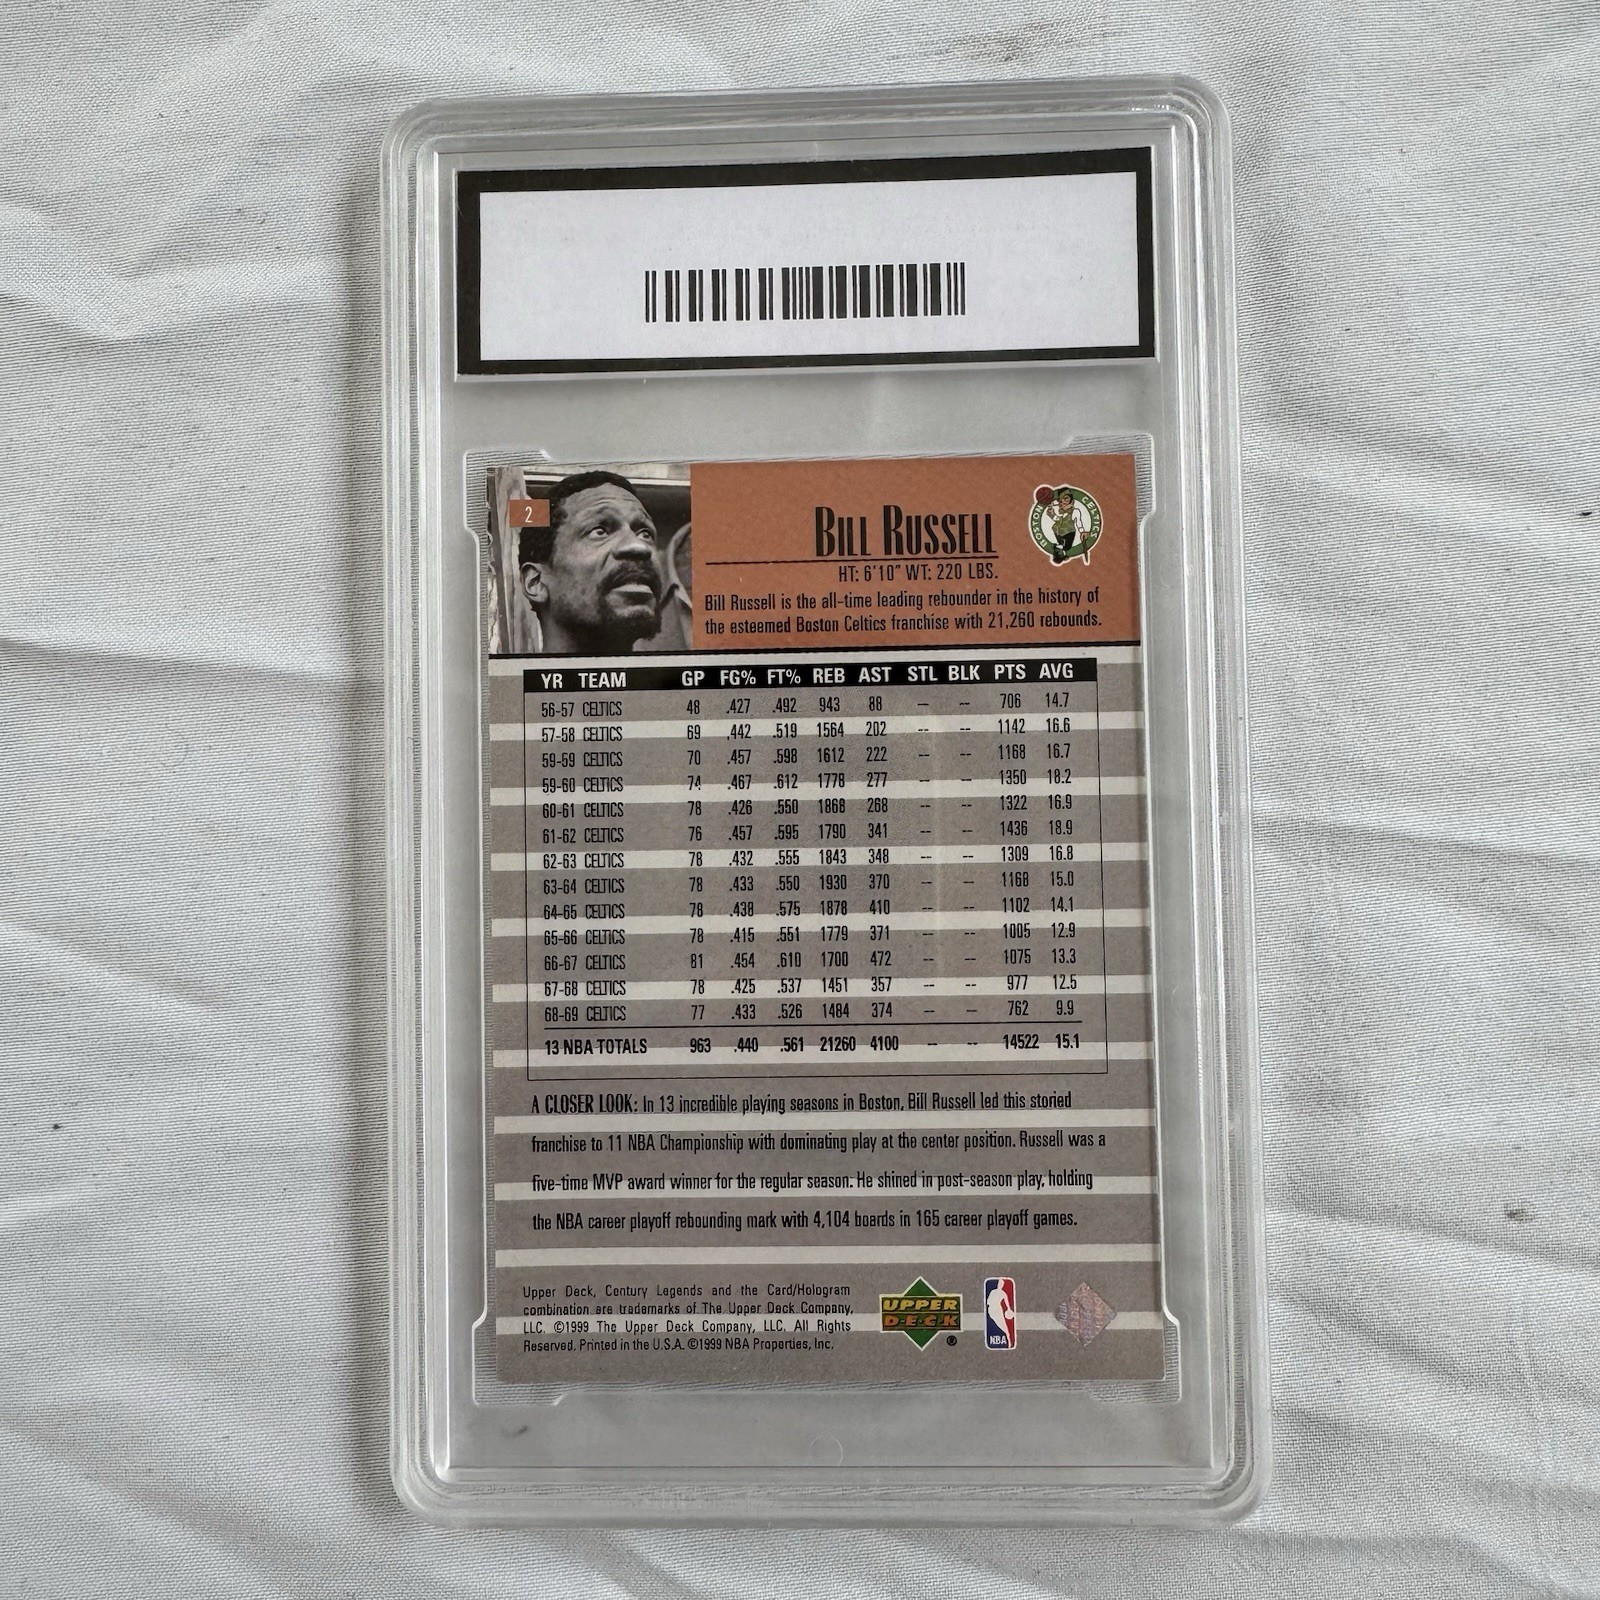 2
BILL RUSSELL
BOSTON CELTICS
HT: 6'10" WT: 220 LBS.
Bill Russell is the all-time leading rebounder in the history of
the esteemed Boston Celtics franchise with 21,260 rebounds.
YR TEAM GP FG% FT% REB AST STL BLK PTS AVG
56-57 CELTICS 48 .427 .492 943 88 -- -- 706 14.7
57-58 CELTICS 69 .442 .519 1564 202 -- -- 1142 16.6
59-59 CELTICS 70 .457 .598 1612 222 -- -- 1168 16.7
59-60 CELTICS 74 .467 .612 1778 277 -- -- 1350 18.2
60-61 CELTICS 78 .426 .550 1868 268 -- -- 1322 16.9
61-62 CELTICS 76 .457 .595 1790 341 -- -- 1436 18.9
62-63 CELTICS 78 .432 .555 1843 348 -- -- 1309 16.8
63-64 CELTICS 78 .433 .550 1930 370 -- -- 1168 15.0
64-65 CELTICS 78 .438 .575 1878 410 -- -- 1102 14.1
65-66 CELTICS 78 .415 .551 1779 371 -- -- 1005 12.9
66-67 CELTICS 81 .454 .610 1700 472 -- -- 1075 13.3
67-68 CELTICS 78 .425 .537 1451 357 -- -- 977 12.5
68-69 CELTICS 77 .433 .526 1484 374 -- -- 762 9.9
13 NBA TOTALS 963 .440 .561 21260 4100 -- -- 14522 15.1
A CLOSER LOOK: In 13 incredible playing seasons in Boston, Bill Russell led this storied
franchise to 11 NBA Championship with dominating play at the center position. Russell was a
five-time MVP award winner for the regular season. He shined in post-season play, holding
the NBA career playoff rebounding mark with 4,104 boards in 165 career playoff games.
Upper Deck, Century Legends and the Card/Hologram
combination are trademarks of The Upper Deck Company,
LLC. ©1999 The Upper Deck Company, LLC. All Rights
Reserved. Printed in the U.S.A. ©1999 NBA Properties, Inc.
UPPER
DECK
®
NBA